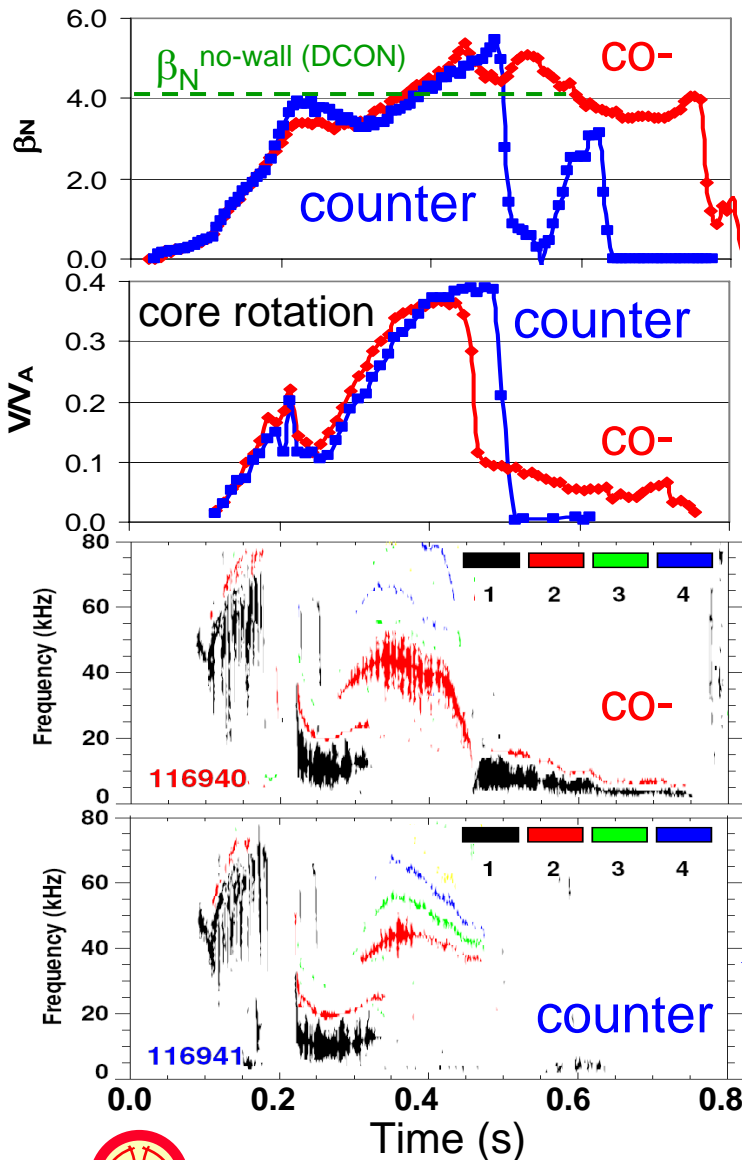 6.0
co-
βN no-wall (DCON)
4.0
βN
2.0
counter
0.0
0.4
core rotation
counter
0.3
V/VA
0.2
co-
0.1
0.0
80
1 2 3 4
60
Frequency (kHz)
40
co-
20
116940
0
80
1 2 3 4
60
Frequency (kHz)
40
20
counter
116941
0
0.0 0.2 0.4 0.6 0.8
Time (s)